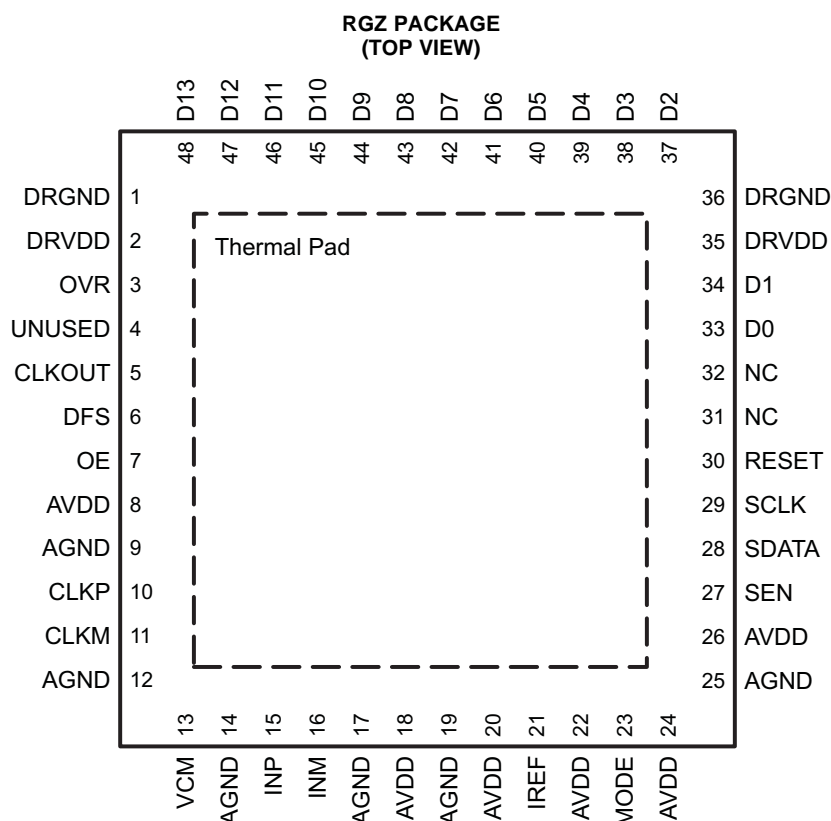 RGZ PACKAGE
(TOP VIEW)
D13 D12 D11 D10 D9 D8 D7 D6 D5 D4 D3 D2
48 47 46 45 44 43 42 41 40 39 38 37
DRGND 1 36 DRGND
DRVDD 2 Thermal Pad 35 DRVDD
OVR 3 34 D1
UNUSED 4 33 D0
CLKOUT 5 32 NC
DFS 6 31 NC
OE 7 30 RESET
AVDD 8 29 SCLK
AGND 9 28 SDATA
CLKP 10 27 SEN
CLKM 11 26 AVDD
AGND 12 25 AGND
13 14 15 16 17 18 19 20 21 22 23 24
VCM AGND INP INM AGND AVDD AGND AVDD IREF AVDD MODE AVDD